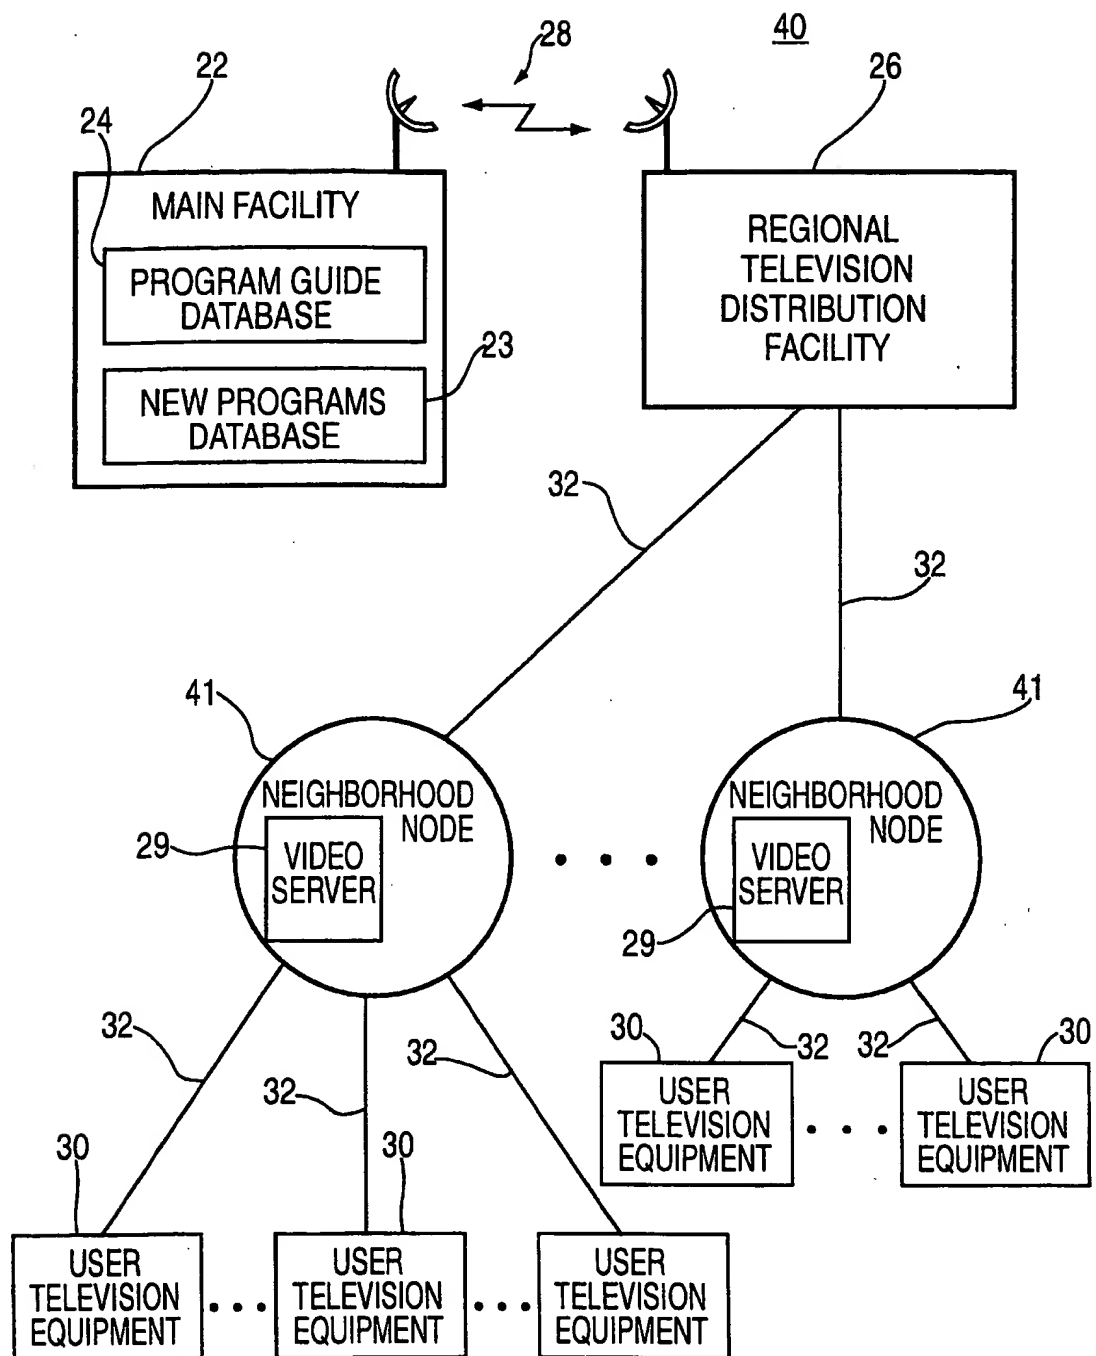 40
28
22
26
24
MAIN FACILITY
PROGRAM GUIDE
DATABASE
23
NEW PROGRAMS
DATABASE
REGIONAL
TELEVISION
DISTRIBUTION
FACILITY
32
32
41
41
NEIGHBORHOOD
NODE
29
VIDEO
SERVER
NEIGHBORHOOD
NODE
VIDEO
SERVER
29
32
32
32
32
32
30
30
USER
TELEVISION
EQUIPMENT
USER
TELEVISION
EQUIPMENT
30
30
USER
TELEVISION
EQUIPMENT
USER
TELEVISION
EQUIPMENT
USER
TELEVISION
EQUIPMENT